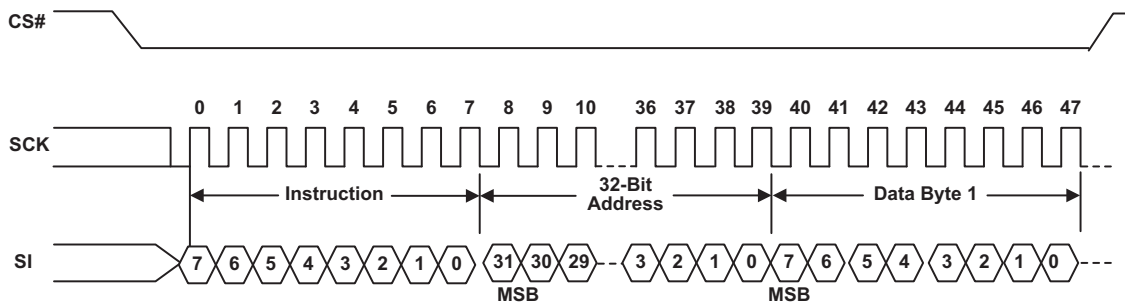 CS#
0 1 2 3 4 5 6 7 8 9 10 36 37 38 39 40 41 42 43 44 45 46 47
SCK
Instruction
32-Bit
Address
Data Byte 1
SI
7 6 5 4 3 2 1 0 31 30 29 3 2 1 0 7 6 5 4 3 2 1 0
MSB MSB